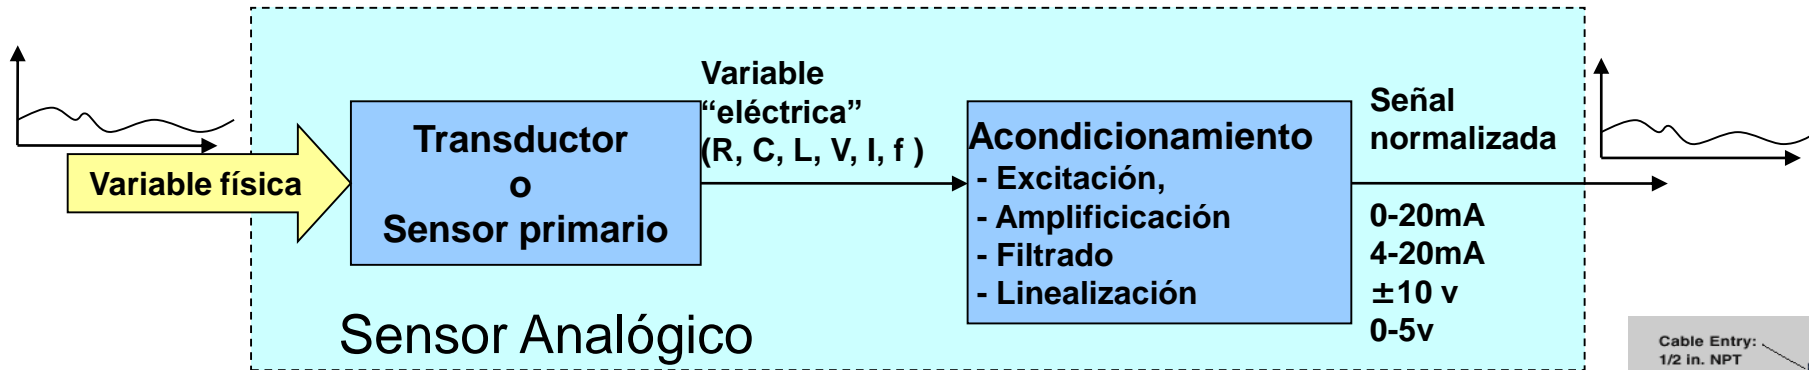 Variable física
Transductor
o
Sensor primario
Variable
“eléctrica”
(R, C, L, V, I, f )
Acondicionamiento
- Excitación,
- Amplificicación
- Filtrado
- Linealización
Señal
normalizada
0-20mA
4-20mA
±10 v
0-5v
Sensor Analógico
Cable Entry:
1/2 in. NPT